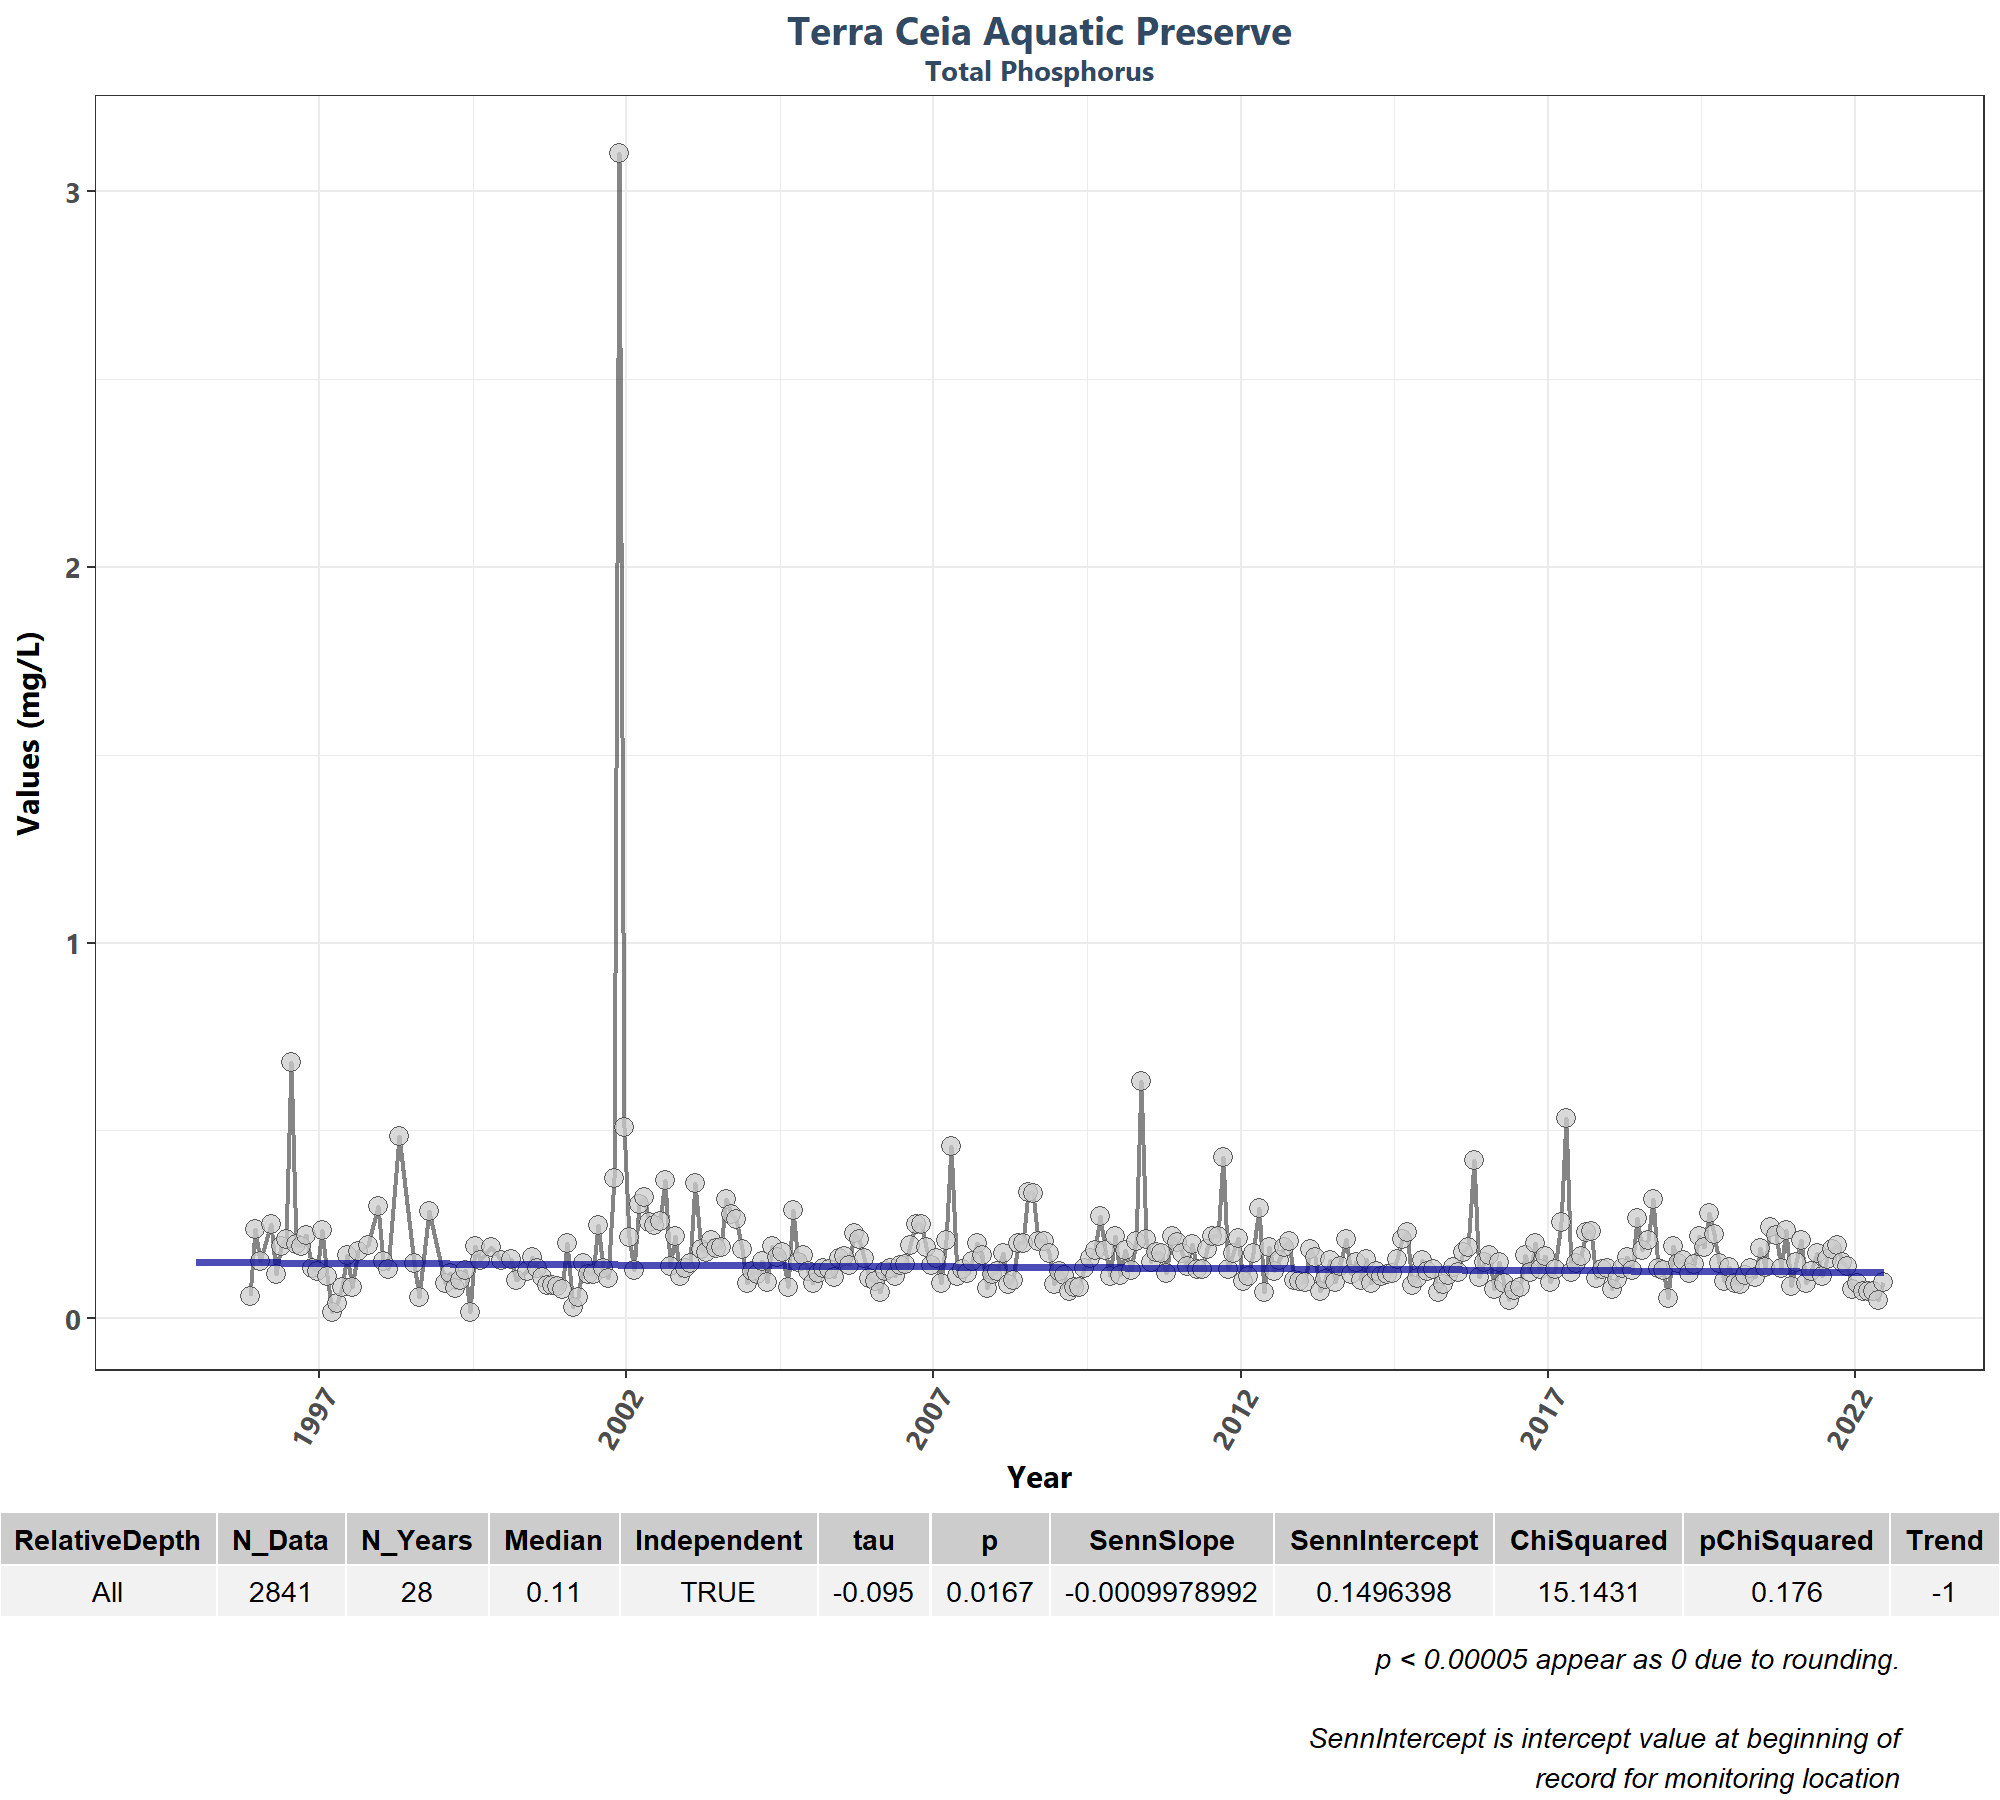 Terra Ceia Aquatic Preserve
Total Phosphorus
Values (mg/L)
3
2
1
0
1997 2002 2007 2012 2017 2022
Year
RelativeDepth N_Data N_Years Median Independent tau p SennSlope SennIntercept ChiSquared pChiSquared Trend
All 2841 28 0.11 TRUE -0.095 0.0167 -0.0009978992 0.1496398 15.1431 0.176 -1
p < 0.00005 appear as 0 due to rounding.
SennIntercept is intercept value at beginning of
record for monitoring location